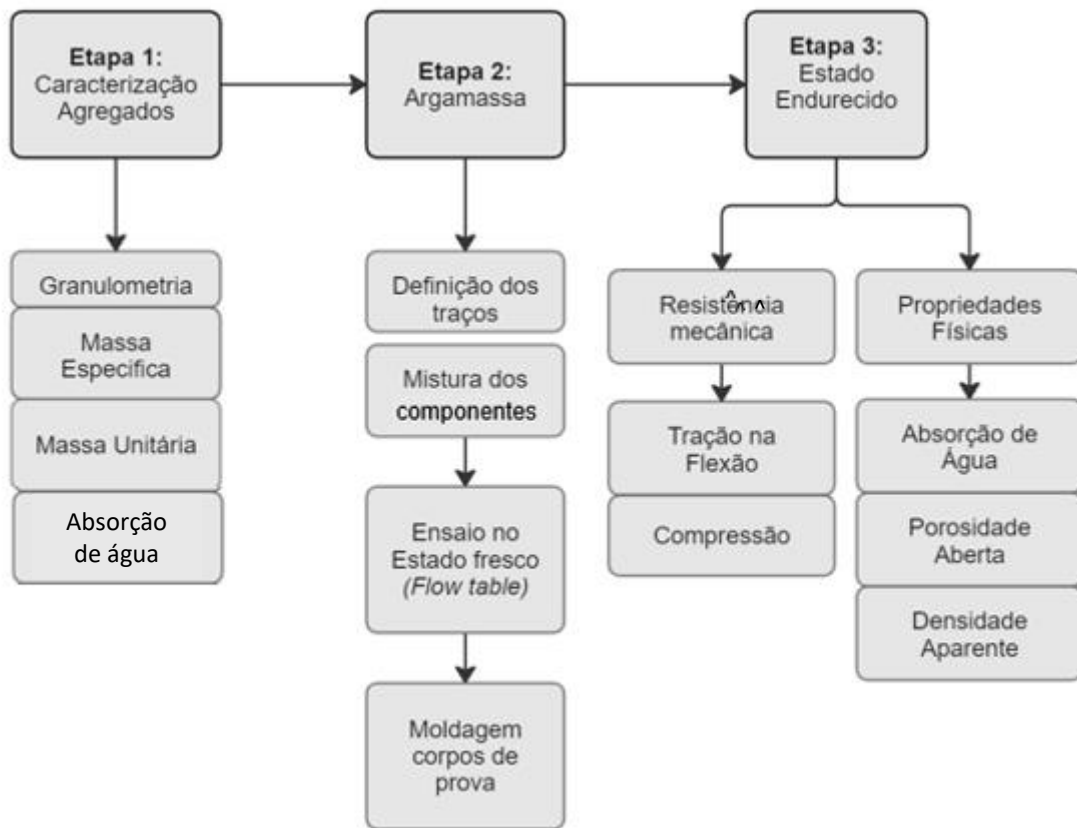 Etapa 1:
Caracterização
Agregados
Etapa 2:
Argamassa
Etapa 3:
Estado
Endurecido
Granulometria
Massa
Especifica
Massa Unitária
Absorção
de água
Definição dos
traços
Mistura dos
componentes
Ensaio no
Estado fresco
(Flow table)
Moldagem
corpos de
prova
Resistência
mecânica
Tração na
Flexão
Compressão
Propriedades
Físicas
Absorção de
Água
Porosidade
Aberta
Densidade
Aparente